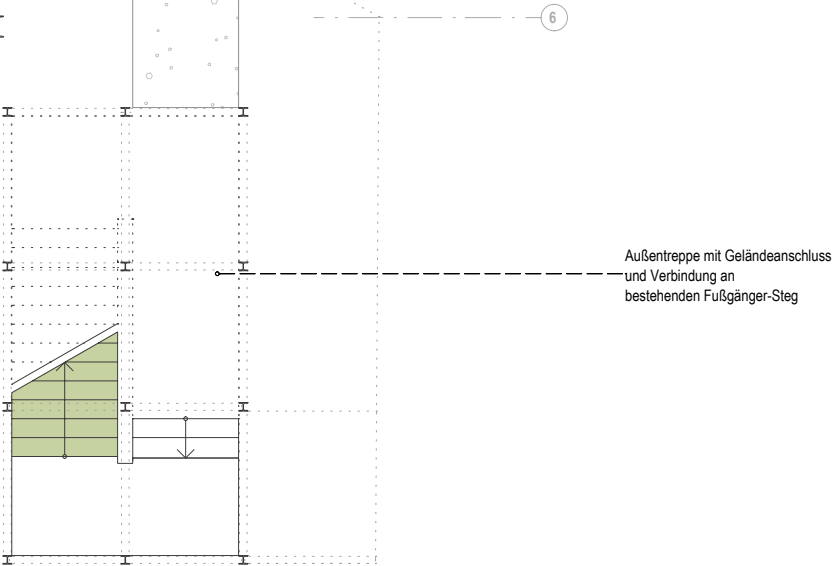 6
Außentreppe mit Geländeanschluss
und Verbindung an
bestehenden Fußgänger-Steg